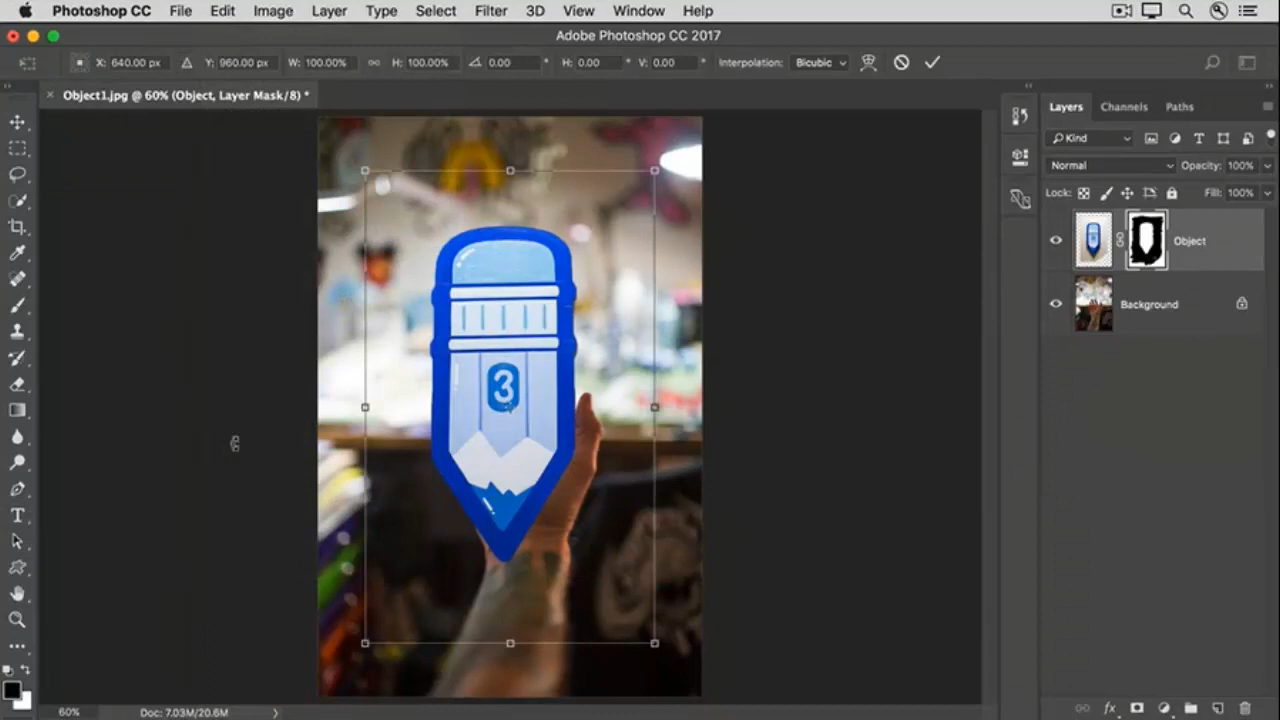 Photoshop CC File Edit Image Layer Type Select Filter 3D View Window Help
Adobe Photoshop CC 2017
X: 640.00 px Y: 960.00 px W: 100.00% H: 100.00% 0.00 ° H: 0.00 ° V: 0.00 ° Interpolation: Bicubic
Object1.jpg @ 60% (Object, Layer Mask/8) *
Layers Channels Paths
Kind
Normal Opacity: 100%
Lock: Fill: 100%
Object
Background
3
60% Doc: 7.03M/20.6M